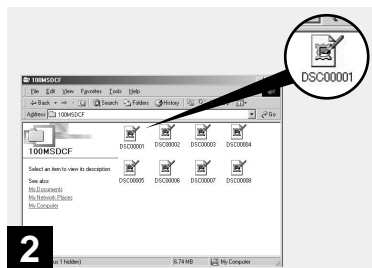 100MSDCF
File Edit View Favorites Tools Help
Back Search Folders History
Address 100MSDCF Go
100MSDCF
Select an item to view its description.
See also:
My Documents
My Network Places
My Computer
DSC00001 DSC00002 DSC00003 DSC00004
DSC00005 DSC00006 DSC00007 DSC00008
DSC00001
2
us 1 hidden) 6.74 MB My Computer